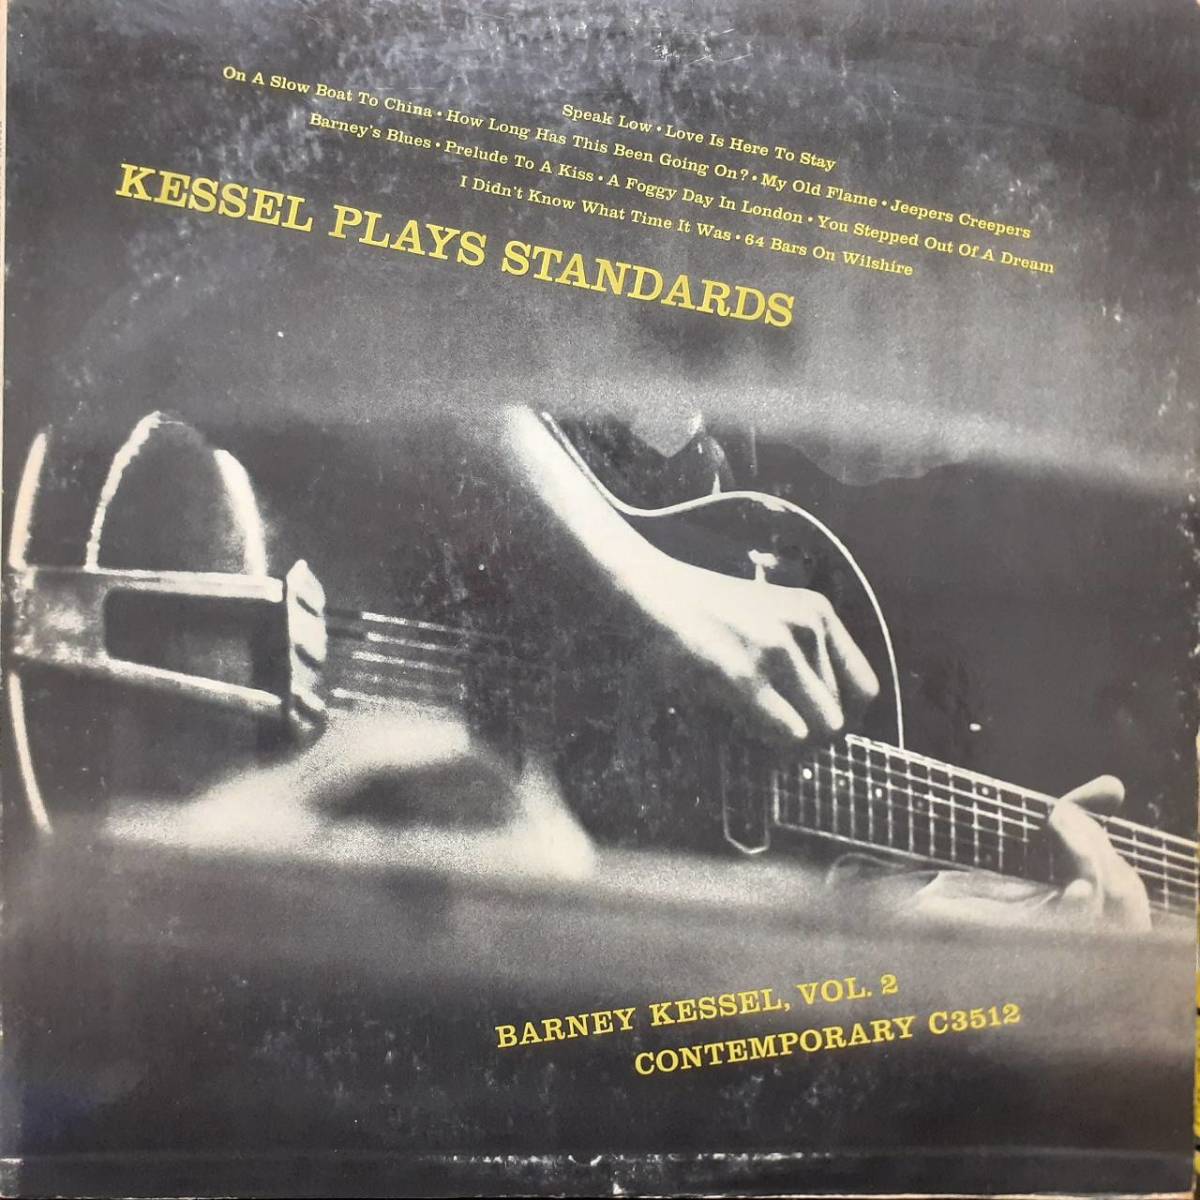 Speak Low • Love Is Here To Stay
On A Slow Boat To China • How Long Has This Been Going On? • My Old Flame • Jeepers Creepers
Barney's Blues • Prelude To A Kiss • A Foggy Day In London • You Stepped Out Of A Dream
I Didn't Know What Time It Was • 64 Bars On Wilshire
KESSEL PLAYS STANDARDS
BARNEY KESSEL, VOL. 2
CONTEMPORARY C3512